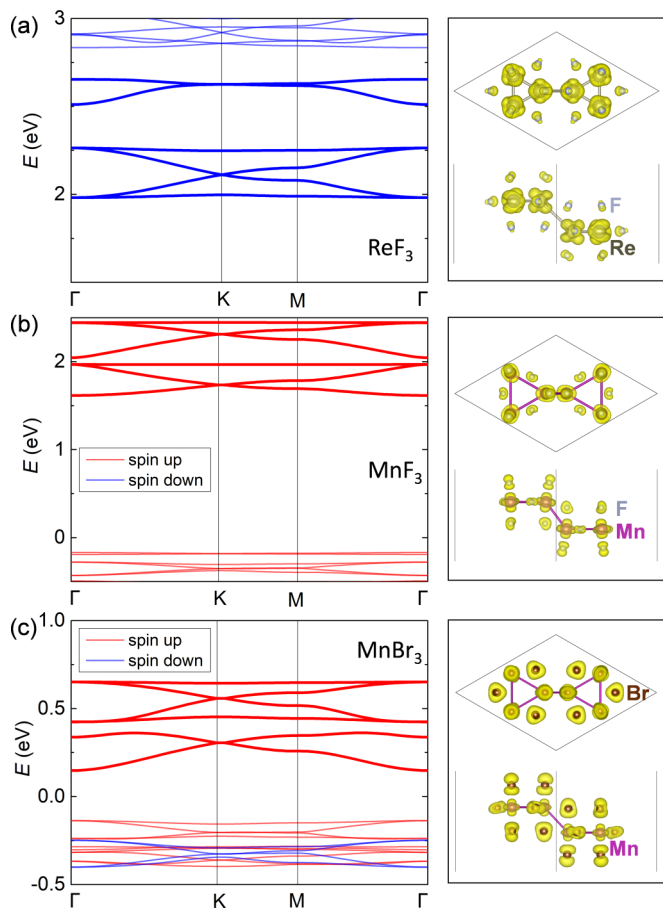 (a)
3
2
E (eV)
ReF3
Γ K M Γ
F
Re
(b)
2
1
0
E (eV)
spin up
spin down
MnF3
Γ K M Γ
F
Mn
(c)
1.0
0.5
0.0
-0.5
E (eV)
spin up
spin down
MnBr3
Γ K M Γ
Br
Mn